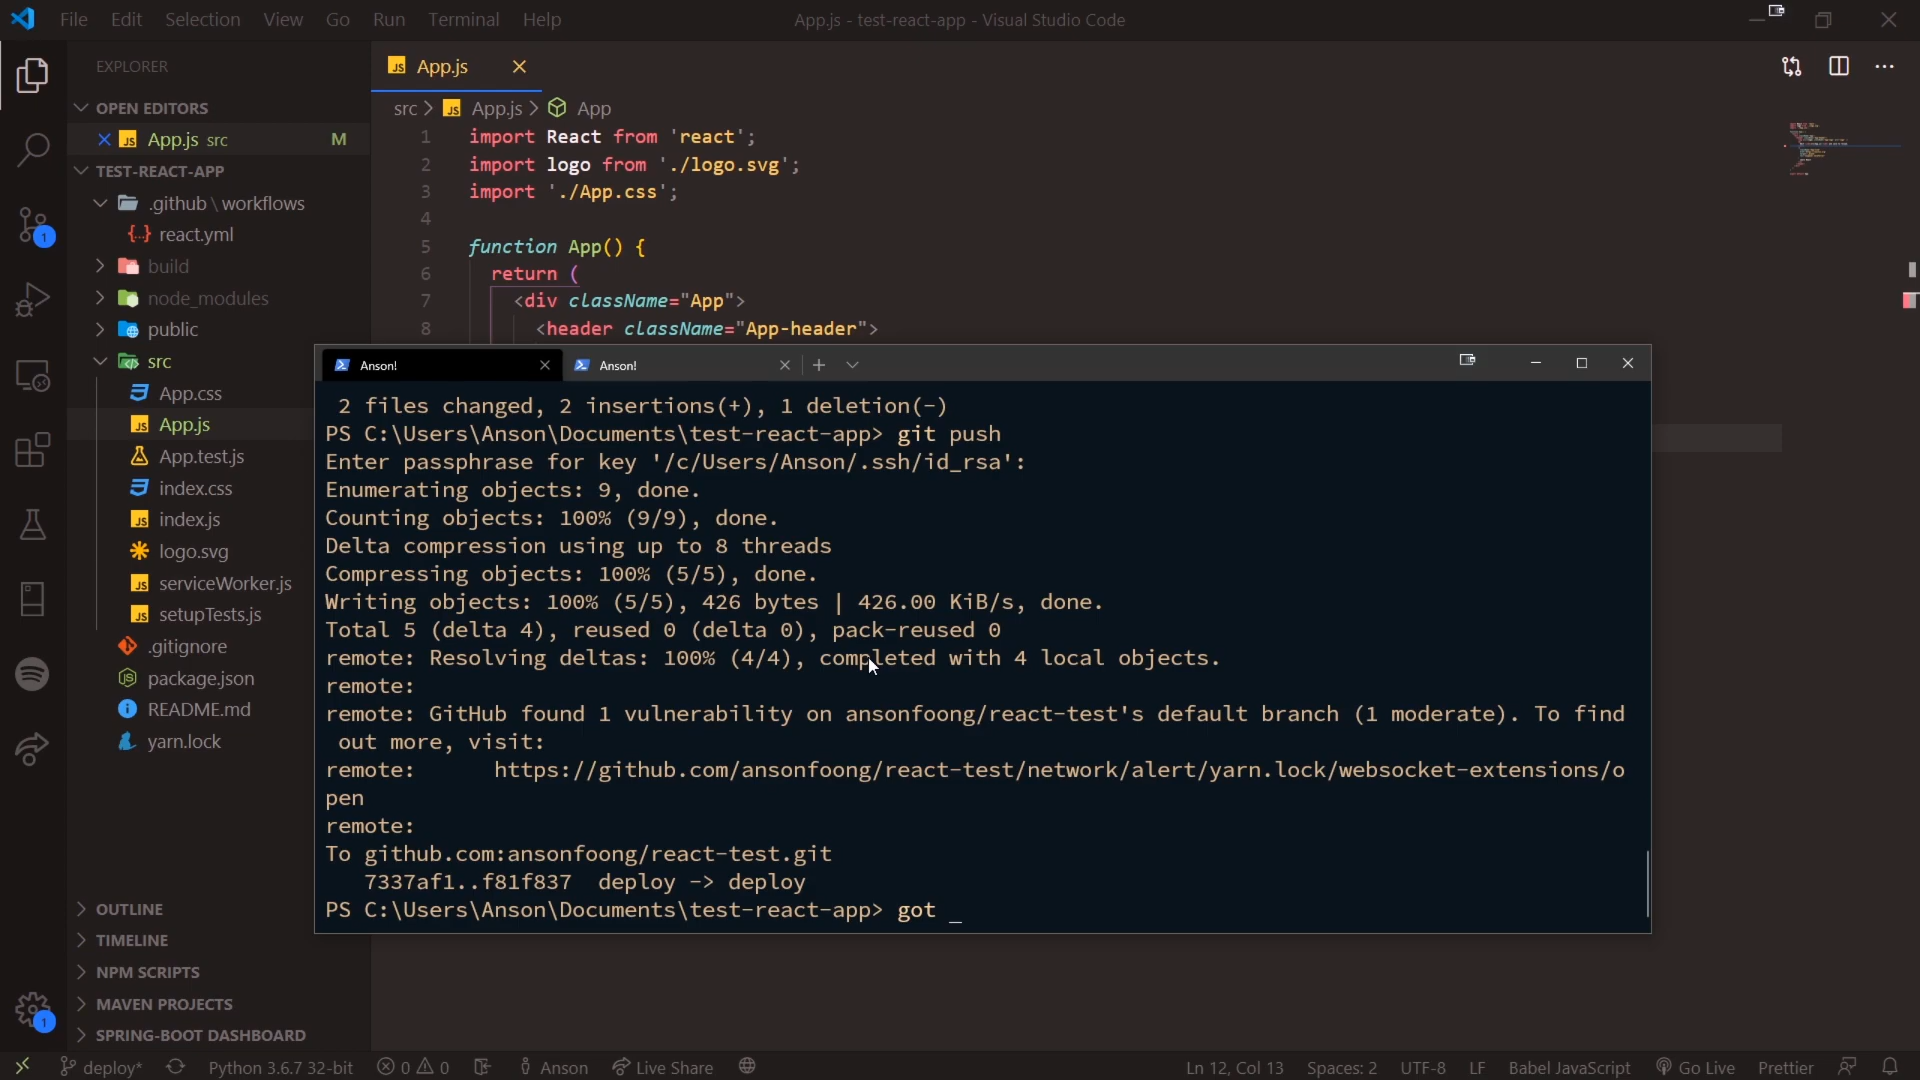 File Edit Selection View Go Run Terminal Help
App.js - test-react-app - Visual Studio Code
EXPLORER
OPEN EDITORS
App.js src M
TEST-REACT-APP
.github \ workflows
react.yml
build
node_modules
public
src
App.css
App.js
App.test.js
index.css
index.js
logo.svg
serviceWorker.js
setupTests.js
.gitignore
package.json
README.md
yarn.lock
OUTLINE
TIMELINE
NPM SCRIPTS
MAVEN PROJECTS
SPRING-BOOT DASHBOARD
App.js
src > App.js > App
1 import React from 'react';
2 import logo from './logo.svg';
3 import './App.css';
4
5 function App() {
6 return (
7 <div className="App">
8 <header className="App-header">
Anson! Anson!
2 files changed, 2 insertions(+), 1 deletion(-)
PS C:\Users\Anson\Documents\test-react-app> git push
Enter passphrase for key '/c/Users/Anson/.ssh/id_rsa':
Enumerating objects: 9, done.
Counting objects: 100% (9/9), done.
Delta compression using up to 8 threads
Compressing objects: 100% (5/5), done.
Writing objects: 100% (5/5), 426 bytes | 426.00 KiB/s, done.
Total 5 (delta 4), reused 0 (delta 0), pack-reused 0
remote: Resolving deltas: 100% (4/4), completed with 4 local objects.
remote:
remote: GitHub found 1 vulnerability on ansonfoong/react-test's default branch (1 moderate). To find
out more, visit:
remote: https://github.com/ansonfoong/react-test/network/alert/yarn.lock/websocket-extensions/o
pen
remote:
To github.com:ansonfoong/react-test.git
7337af1..f81f837 deploy -> deploy
PS C:\Users\Anson\Documents\test-react-app> got _
1
1
deploy* Python 3.6.7 32-bit 0 0 Anson Live Share Ln 12, Col 13 Spaces: 2 UTF-8 LF Babel JavaScript Go Live Prettier